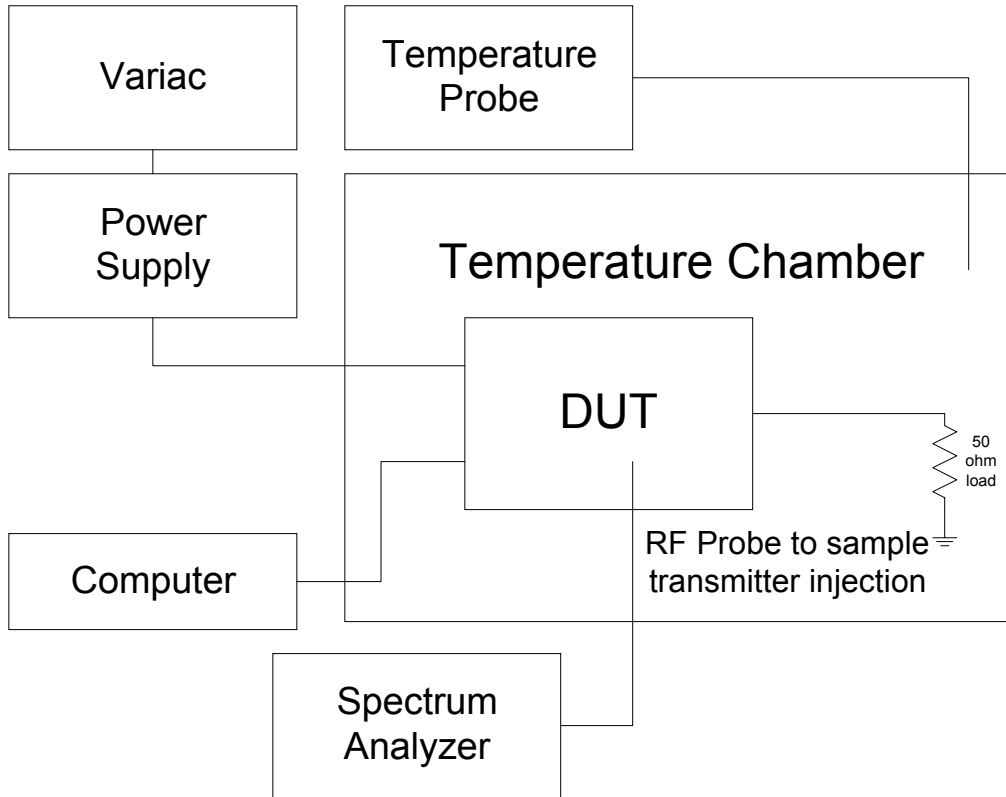 Variac
Temperature
Probe
Power
Supply
Temperature Chamber
DUT
50
ohm
load
RF Probe to sample
transmitter injection
Computer
Spectrum
Analyzer